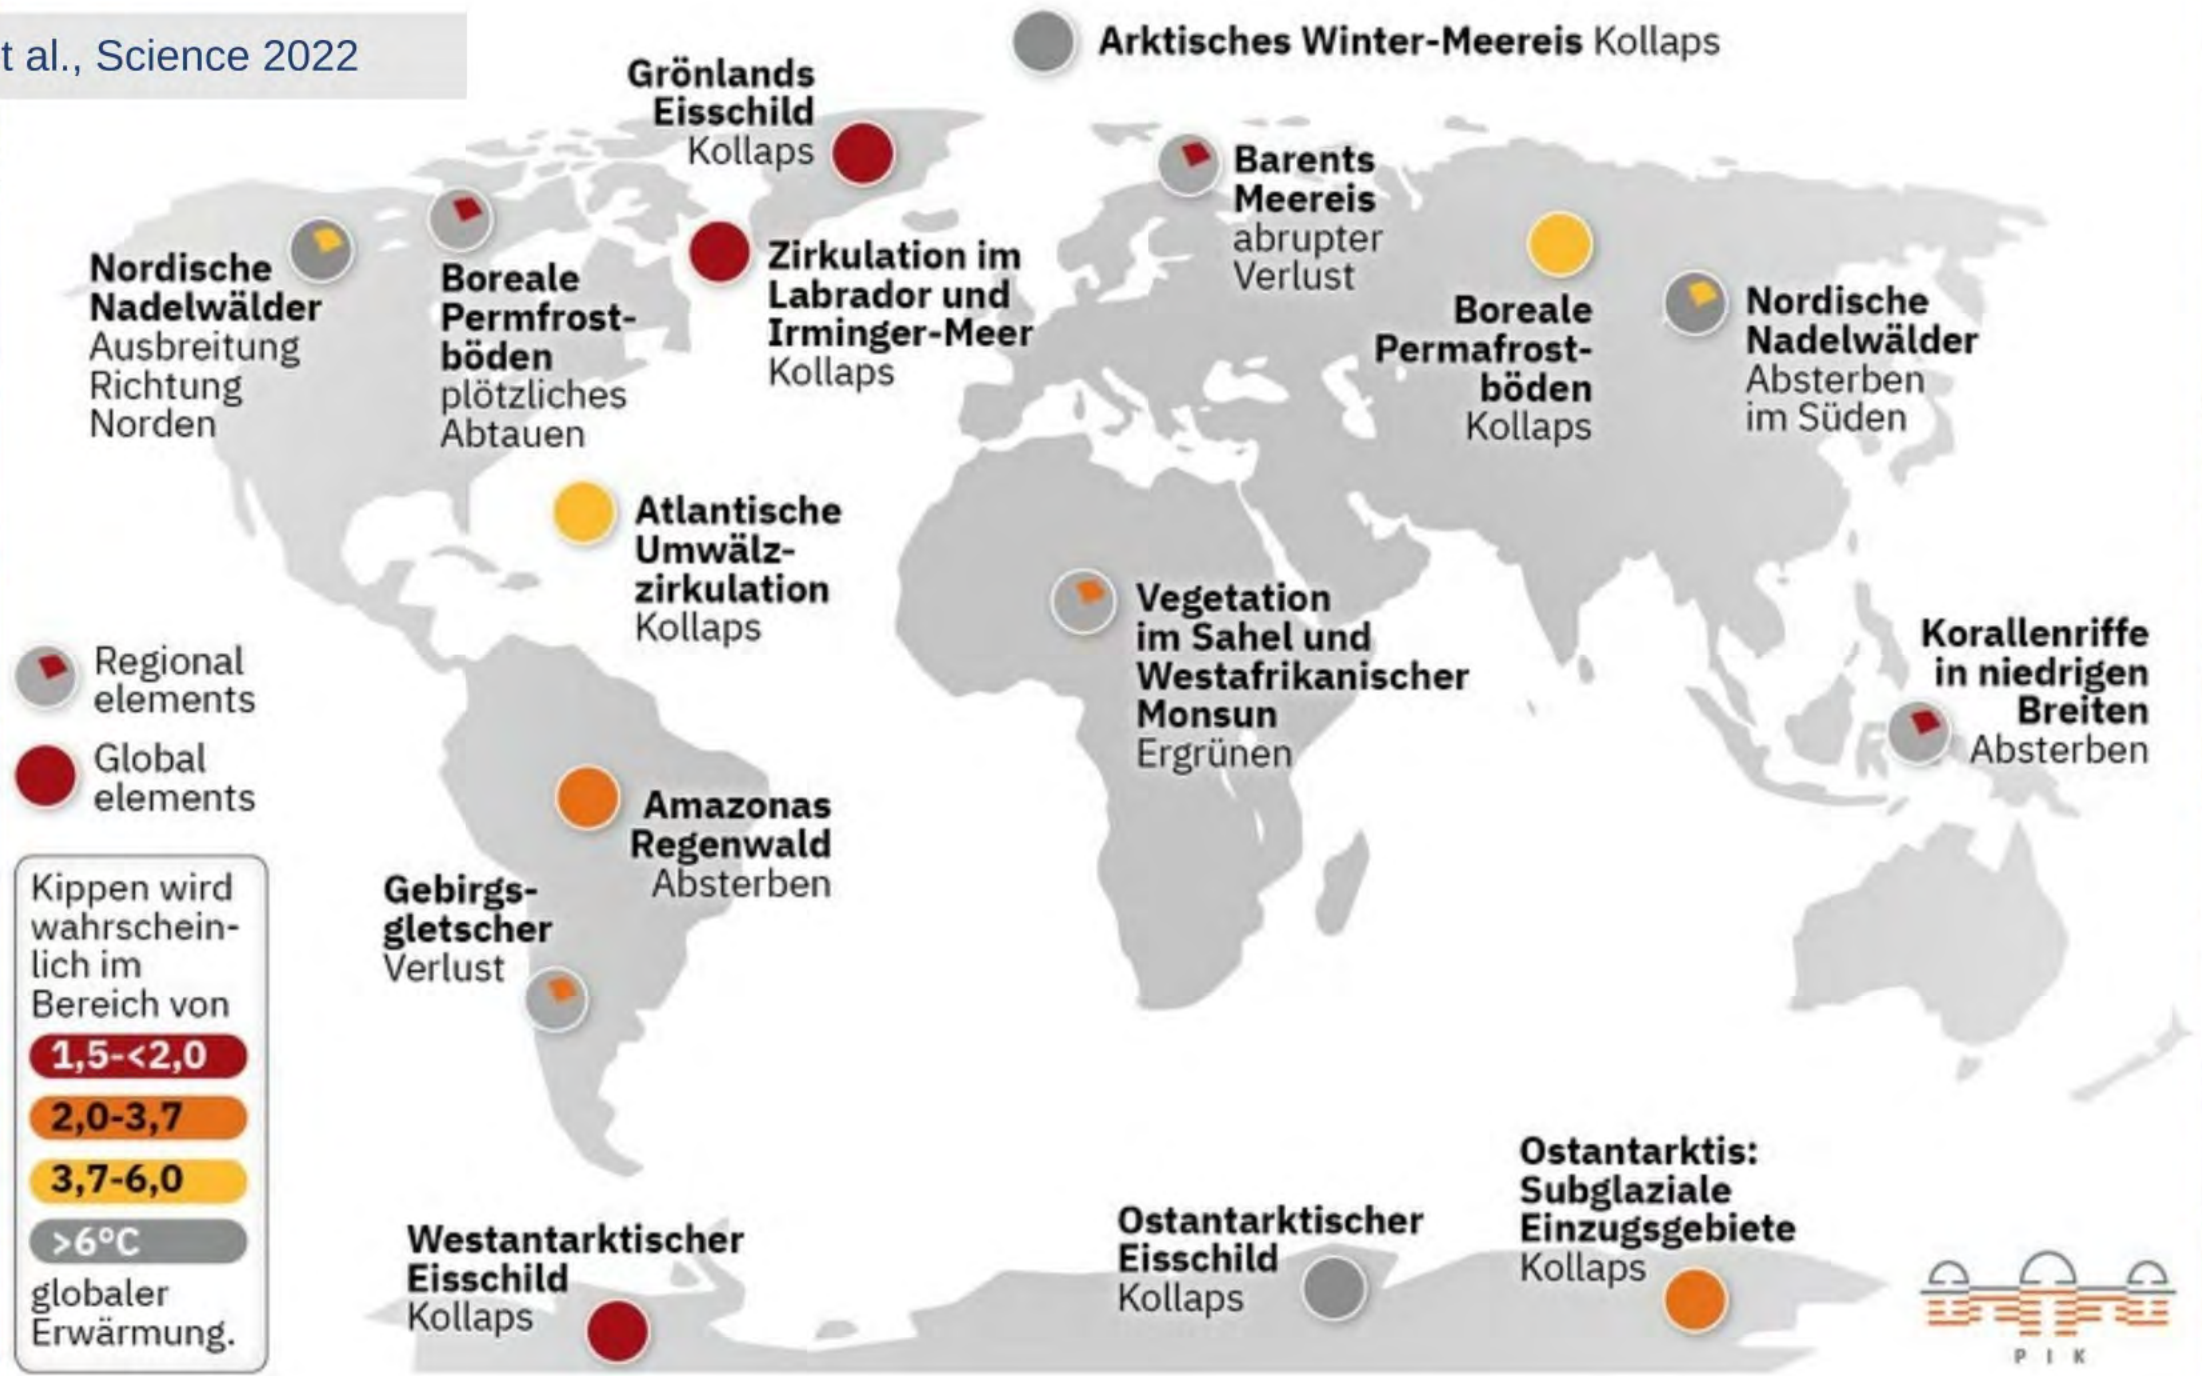 t al., Science 2022
Arktisches Winter-Meereis Kollaps
Grönlands
Eisschild
Kollaps
Barents
Meereis
abrupter
Verlust
Nordische
Nadelwälder
Ausbreitung
Richtung
Norden
Boreale
Permfrost-
böden
plötzliches
Abtauen
Zirkulation im
Labrador und
Irminger-Meer
Kollaps
Boreale
Permafrost-
böden
Kollaps
Nordische
Nadelwälder
Absterben
im Süden
Atlantische
Umwälz-
zirkulation
Kollaps
Vegetation
im Sahel und
Westafrikanischer
Monsun
Ergrünen
Korallenriffe
in niedrigen
Breiten
Absterben
Regional
elements
Global
elements
Amazonas
Regenwald
Absterben
Gebirgs-
gletscher
Verlust
Kippen wird
wahrschein-
lich im
Bereich von
1,5-<2,0
2,0-3,7
3,7-6,0
>6°C
globaler
Erwärmung.
Westantarktischer
Eisschild
Kollaps
Ostantarktischer
Eisschild
Kollaps
Ostantarktis:
Subglaziale
Einzugsgebiete
Kollaps
P I K